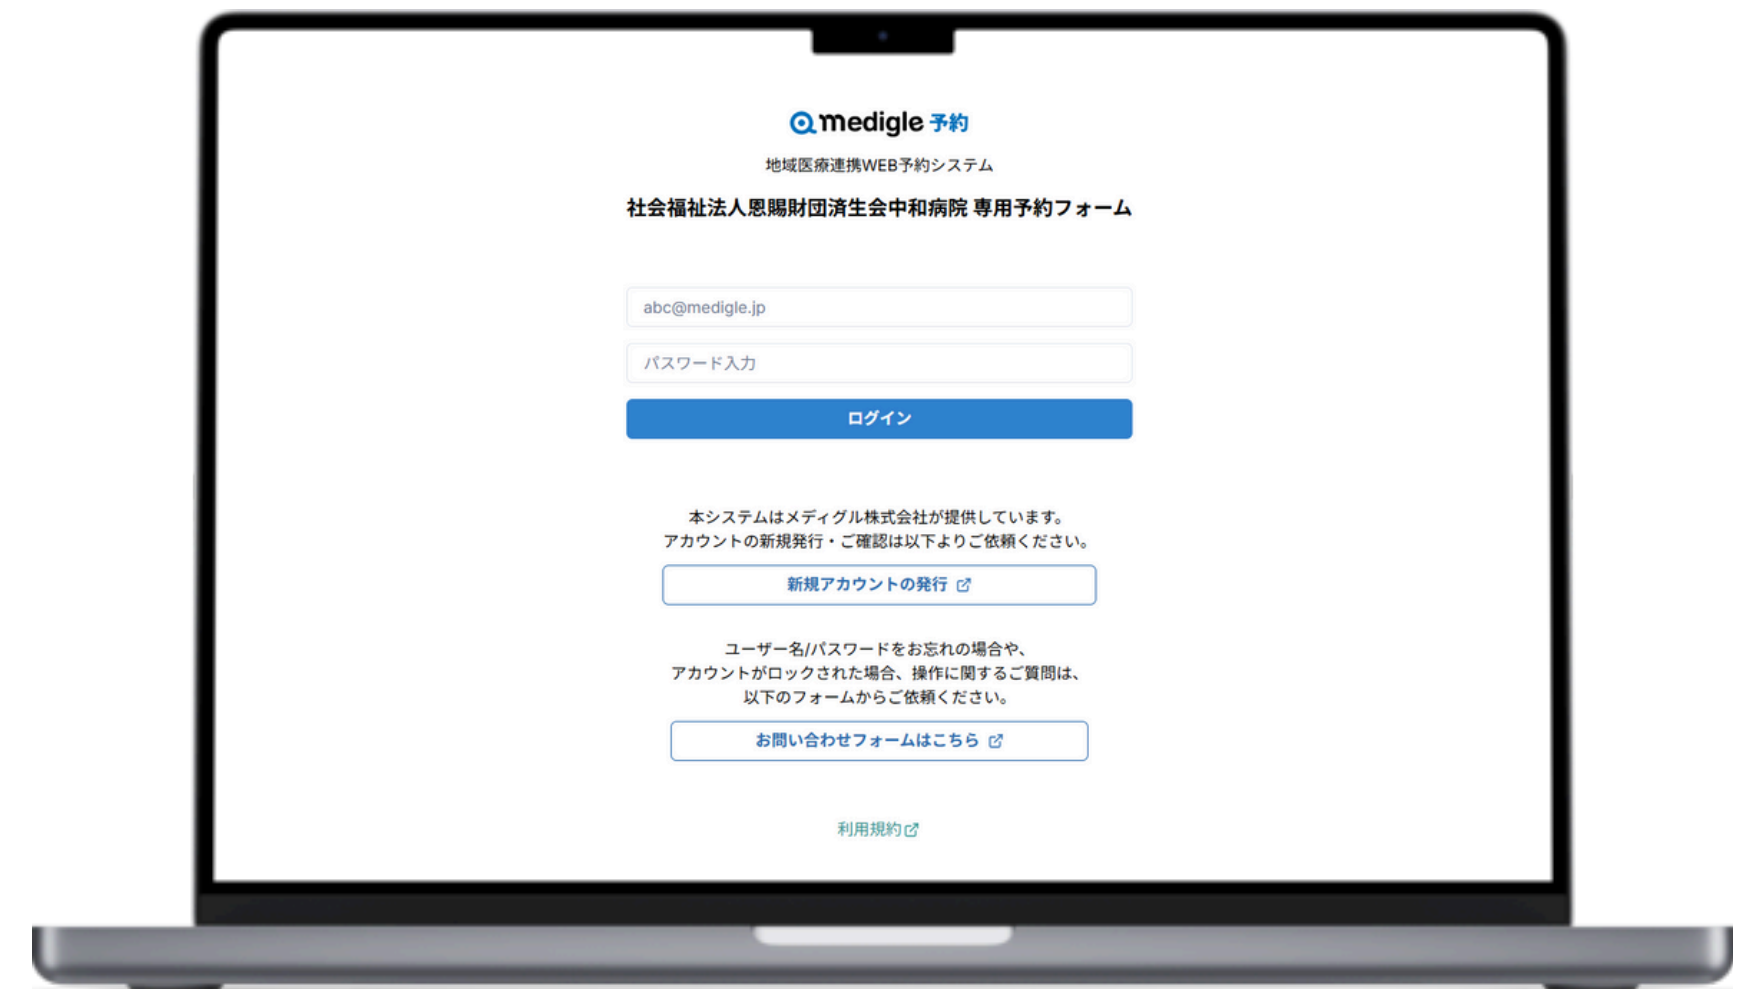 medigle 予約
地域医療連携WEB予約システム
社会福祉法人恩賜財団済生会中和病院 専用予約フォーム
abc@medigle.jp
パスワード入力
ログイン
本システムはメディグル株式会社が提供しています。
アカウントの新規発行・ご確認は以下よりご依頼ください。
新規アカウントの発行
ユーザー名/パスワードをお忘れの場合や、
アカウントがロックされた場合、操作に関するご質問は、
以下のフォームからご依頼ください。
お問い合わせフォームはこちら
利用規約